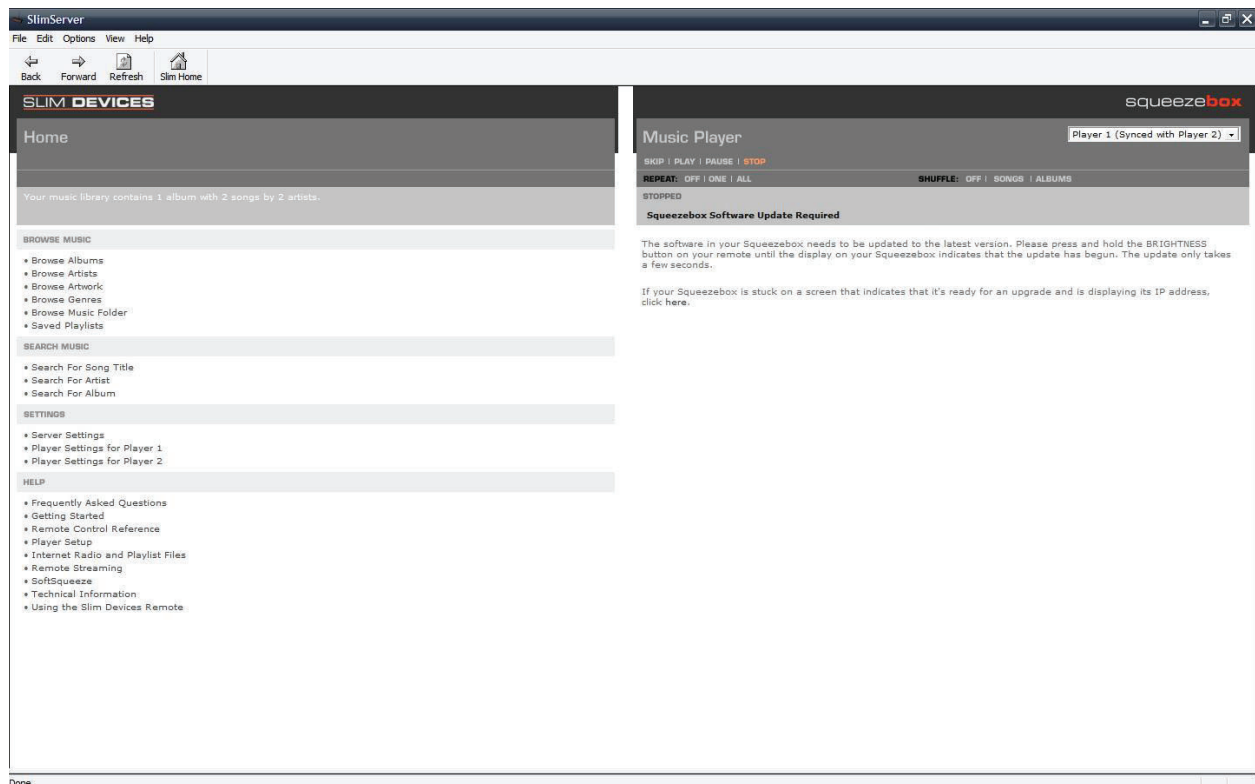 SlimServer
File Edit Options View Help
Back Forward Refresh Slim Home
SLIM DEVICES
Home
Your music library contains 1 album with 2 songs by 2 artists.
BROWSE MUSIC
• Browse Albums
• Browse Artists
• Browse Artwork
• Browse Genres
• Browse Music Folder
• Saved Playlists
SEARCH MUSIC
• Search For Song Title
• Search For Artist
• Search For Album
SETTINGS
• Server Settings
• Player Settings for Player 1
• Player Settings for Player 2
HELP
• Frequently Asked Questions
• Getting Started
• Remote Control Reference
• Player Setup
• Internet Radio and Playlist Files
• Remote Streaming
• SoftSqueeze
• Technical Information
• Using the Slim Devices Remote
squeezebox
Music Player
Player 1 (Synced with Player 2)
SKIP | PLAY | PAUSE | STOP
REPEAT: OFF | ONE | ALL SHUFFLE: OFF | SONGS | ALBUMS
STOPPED
Squeezebox Software Update Required
The software in your Squeezebox needs to be updated to the latest version. Please press and hold the BRIGHTNESS
button on your remote until the display on your Squeezebox indicates that the update has begun. The update only takes
a few seconds.
If your Squeezebox is stuck on a screen that indicates that it's ready for an upgrade and is displaying its IP address,
click here.
Done